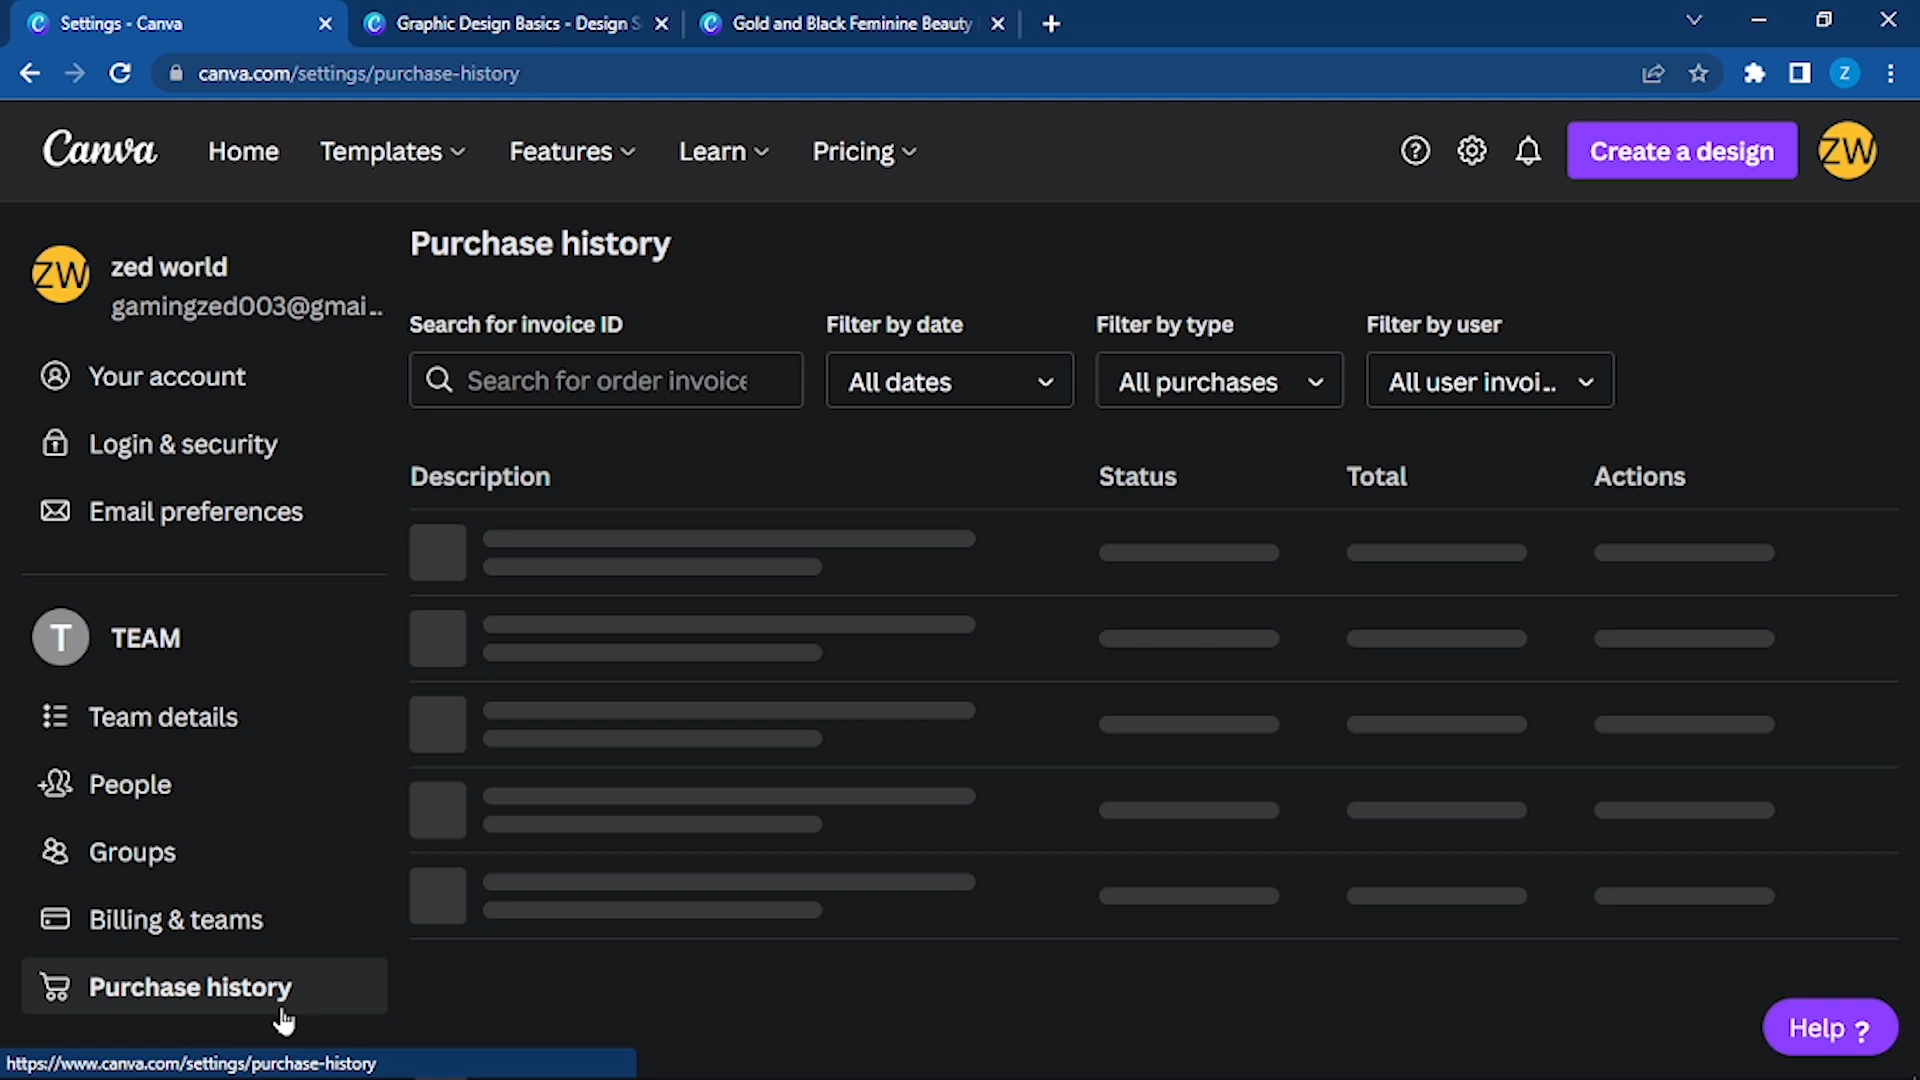 Settings - Canva
Graphic Design Basics - Design S
Gold and Black Feminine Beauty
canva.com/settings/purchase-history
Z
Canva
Home
Templates
Features
Learn
Pricing
Create a design
ZW
ZW
zed world
gamingzed003@gmai...
Your account
Login & security
Email preferences
T
TEAM
Team details
People
Groups
Billing & teams
Purchase history
Purchase history
Search for invoice ID
Filter by date
Filter by type
Filter by user
Search for order invoice
All dates
All purchases
All user invoi...
Description
Status
Total
Actions
Help ?
https://www.canva.com/settings/purchase-history